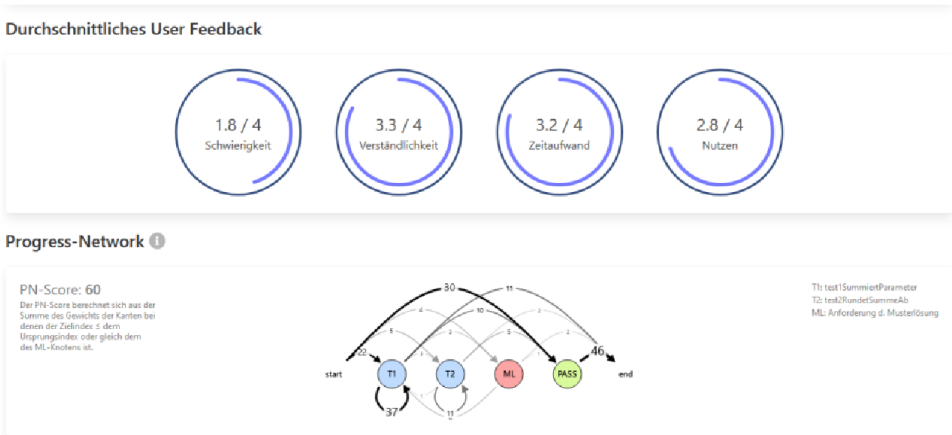 Durchschnittliches User Feedback
1.8 / 4
Schwierigkeit
3.3 / 4
Verständlichkeit
3.2 / 4
Zeitaufwand
2.8 / 4
Nutzen
Progress-Network i
PN-Score: 60
Der PN-Score berechnet sich aus der
Summe des Gewichts der Kanten bei
denen der Zielindex ≤ dem
Ursprungsindex oder gleich dem
des ML-Knotens ist.
30
11
10
5
22
46
start
T1
T2
ML
PASS
end
37
11
T1: test1SummiertParameter
T2: test2RundetSummeAb
ML: Anforderung d. Musterlösung